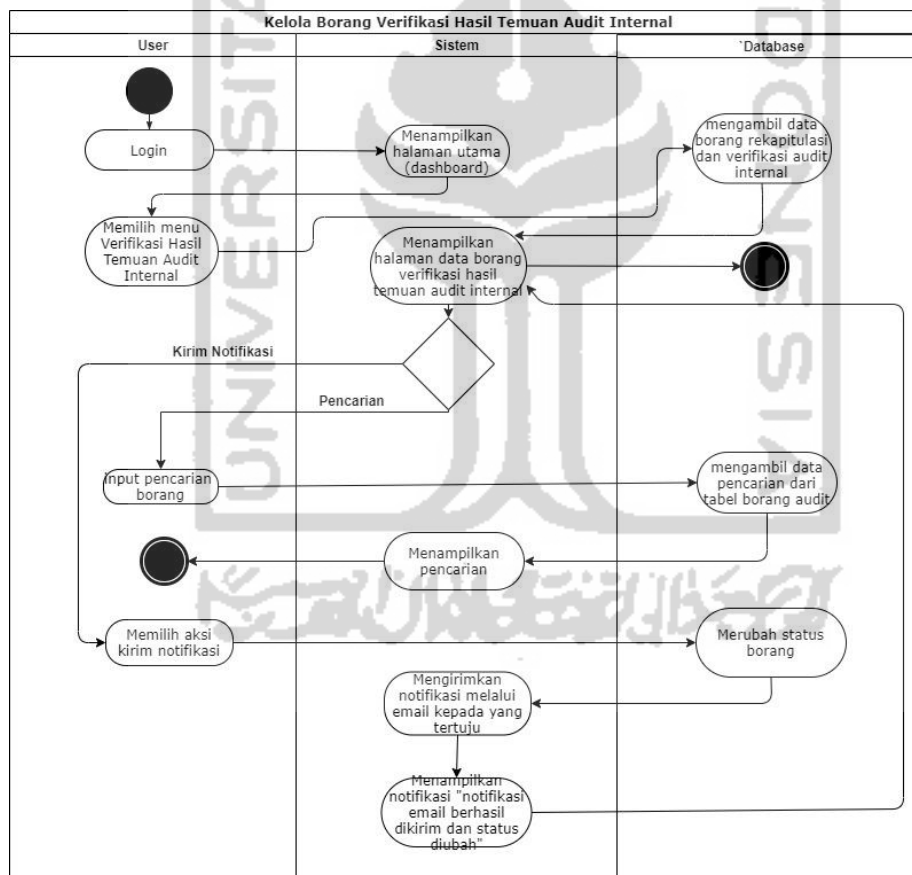 Kelola Borang Verifikasi Hasil Temuan Audit Internal
User
Sistem
`Database
Login
Menampilkan
halaman utama
(dashboard)
mengambil data
borang rekapitulasi
dan verifikasi audit
internal
Memilih menu
Verifikasi Hasil
Temuan Audit
Internal
Menampilkan
halaman data borang
verifikasi hasil
temuan audit internal
Kirim Notifikasi
Pencarian
input pencarian
borang
mengambil data
pencarian dari
tabel borang audit
Menampilkan
pencarian
Memilih aksi
kirim notifikasi
Merubah status
borang
Mengirimkan
notifikasi melalui
email kepada yang
tertuju
Menampilkan
notifikasi "notifikasi
email berhasil
dikirim dan status
diubah"
UNIVERSITA